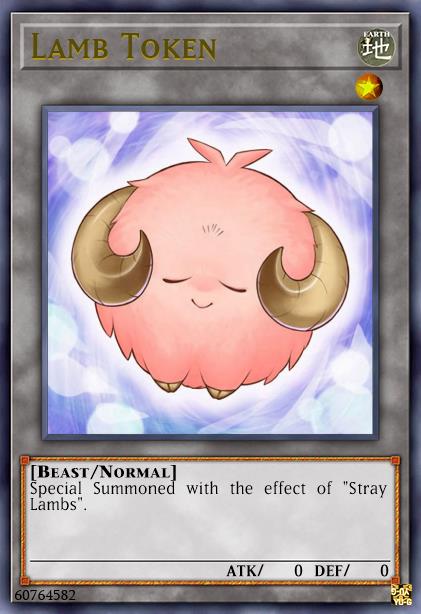 Lamb Token
EARTH
地
[Beast/Normal]
Special Summoned with the effect of "Stray
Lambs".
ATK/ 0 DEF/ 0
60764582